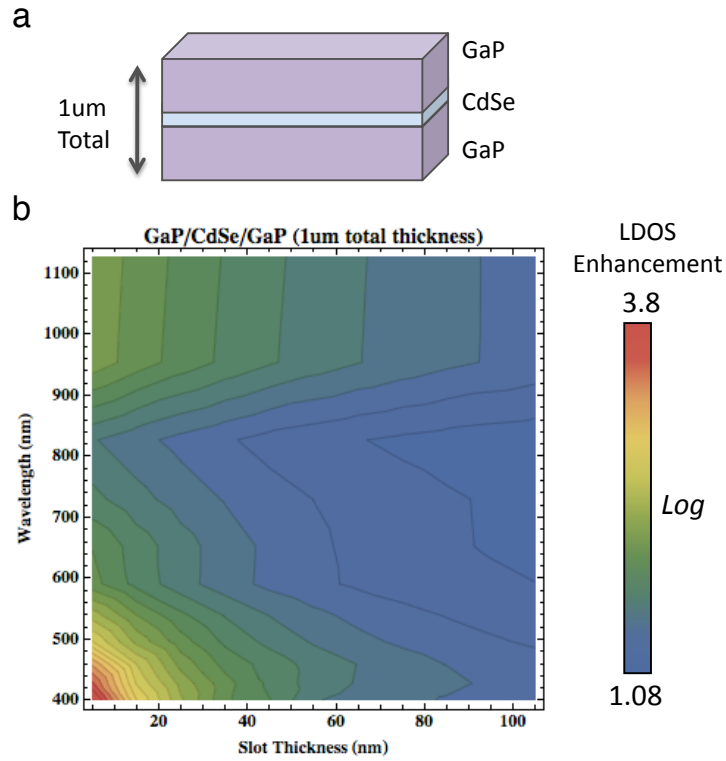 a
GaP
CdSe
GaP
1um
Total
b
GaP/CdSe/GaP (1um total thickness)
LDOS
Enhancement
3.8
Log
1.08
Wavelength (nm)
1100
1000
900
800
700
600
500
400
20 40 60 80 100
Slot Thickness (nm)